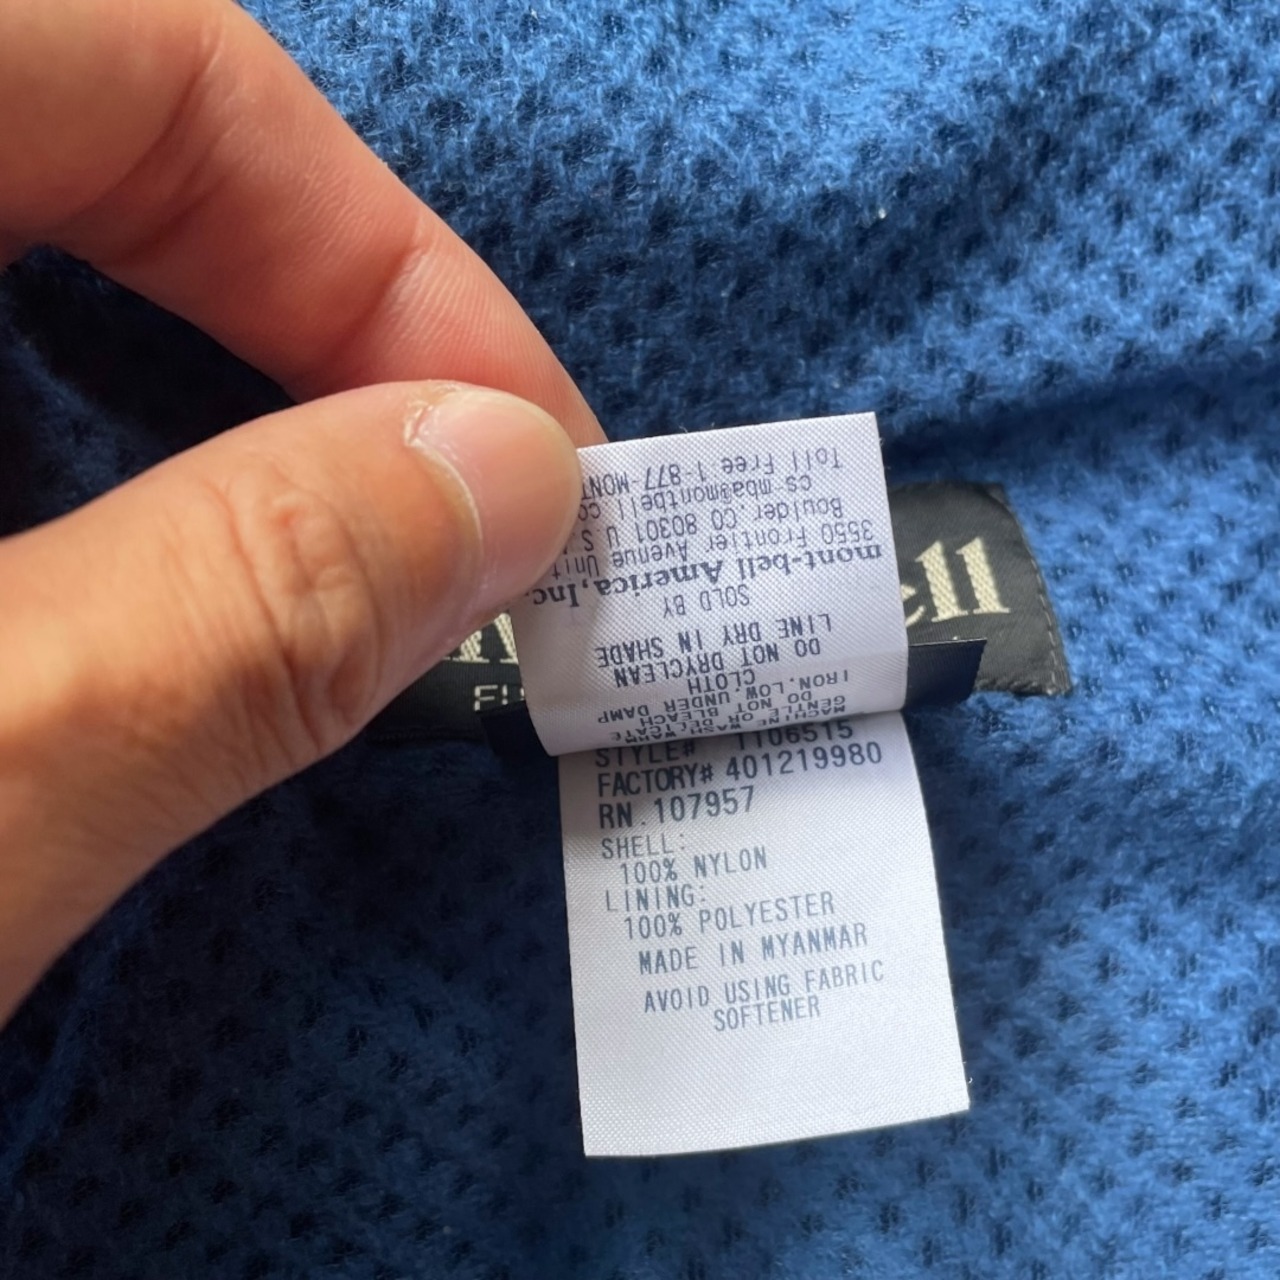 Toll Free 1-877-MONT
cs-mba@montbell.co
Boulder, CO 80301 U.S.
3550 Frontier Avenue Unit
mont-bell America, Inc.
SOLD BY
LINE DRY IN SHADE
DO NOT DRYCLEAN
CLOTH
IRON, LOW, UNDER DAMP
DO NOT BLEACH
ell
STYLE# 1106515
FACTORY# 401219980
RN.107957
SHELL:
100% NYLON
LINING:
100% POLYESTER
MADE IN MYANMAR
AVOID USING FABRIC
SOFTENER